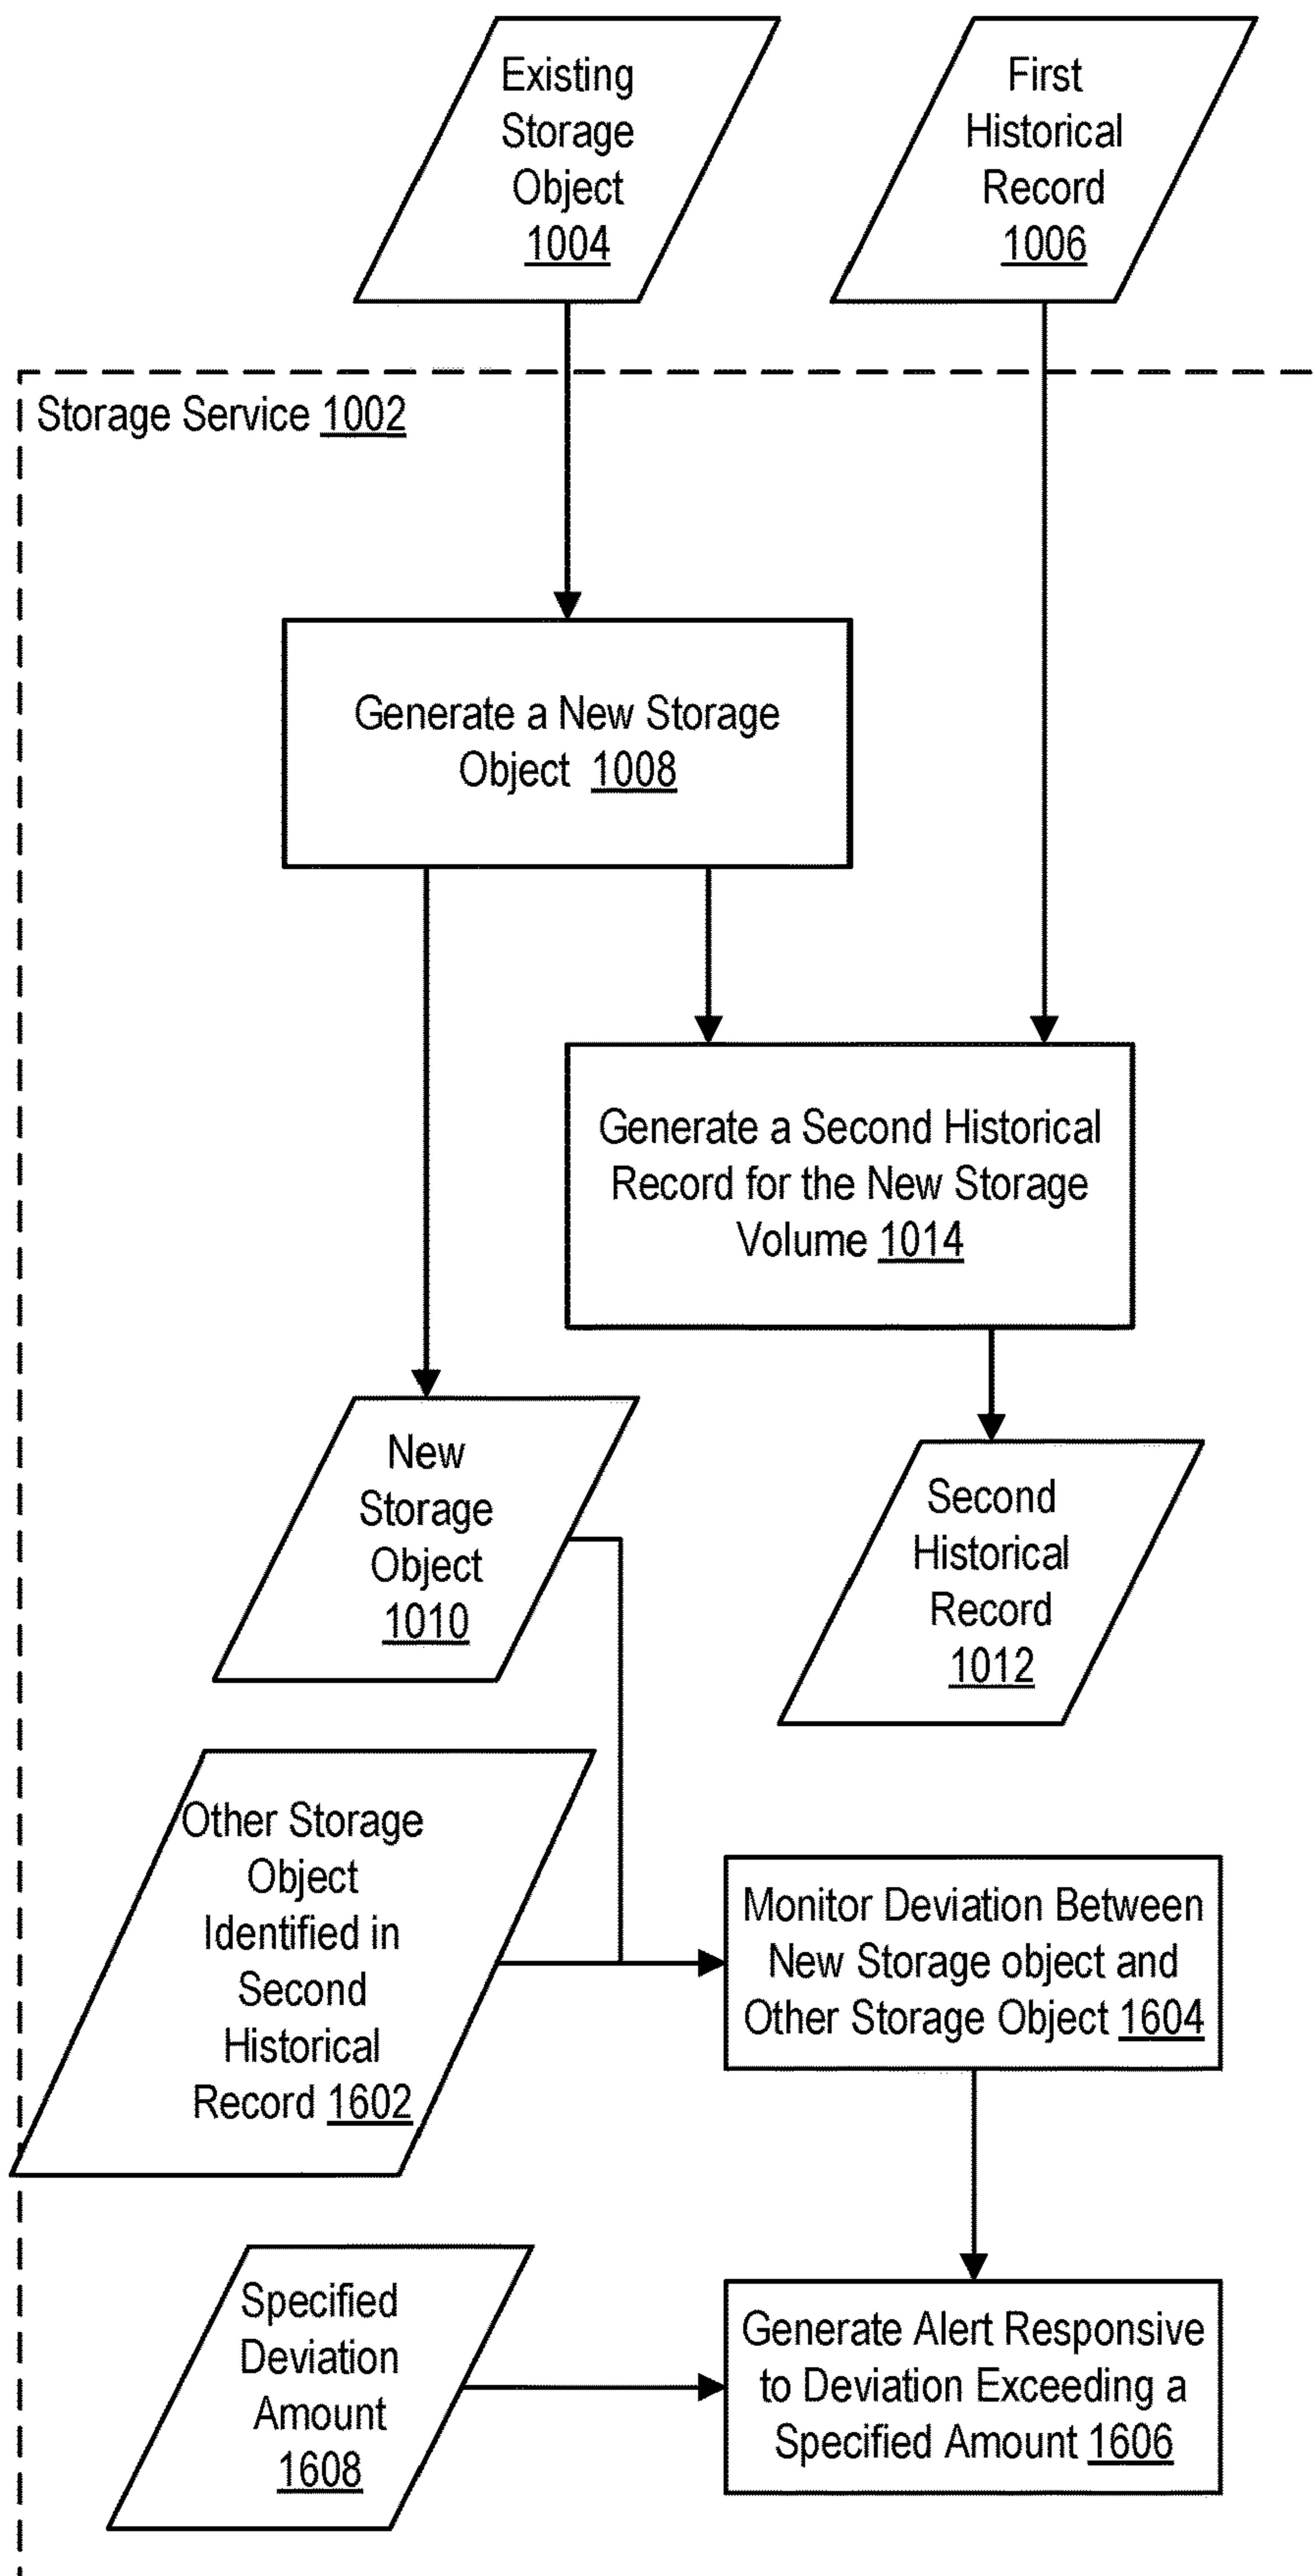 Existing
Storage
Object
1004
First
Historical
Record
1006
Storage Service 1002
Generate a New Storage
Object 1008
Generate a Second Historical
Record for the New Storage
Volume 1014
New
Storage
Object
1010
Second
Historical
Record
1012
Other Storage
Object
Identified in
Second
Historical
Record 1602
Monitor Deviation Between
New Storage object and
Other Storage Object 1604
Specified
Deviation
Amount
1608
Generate Alert Responsive
to Deviation Exceeding a
Specified Amount 1606